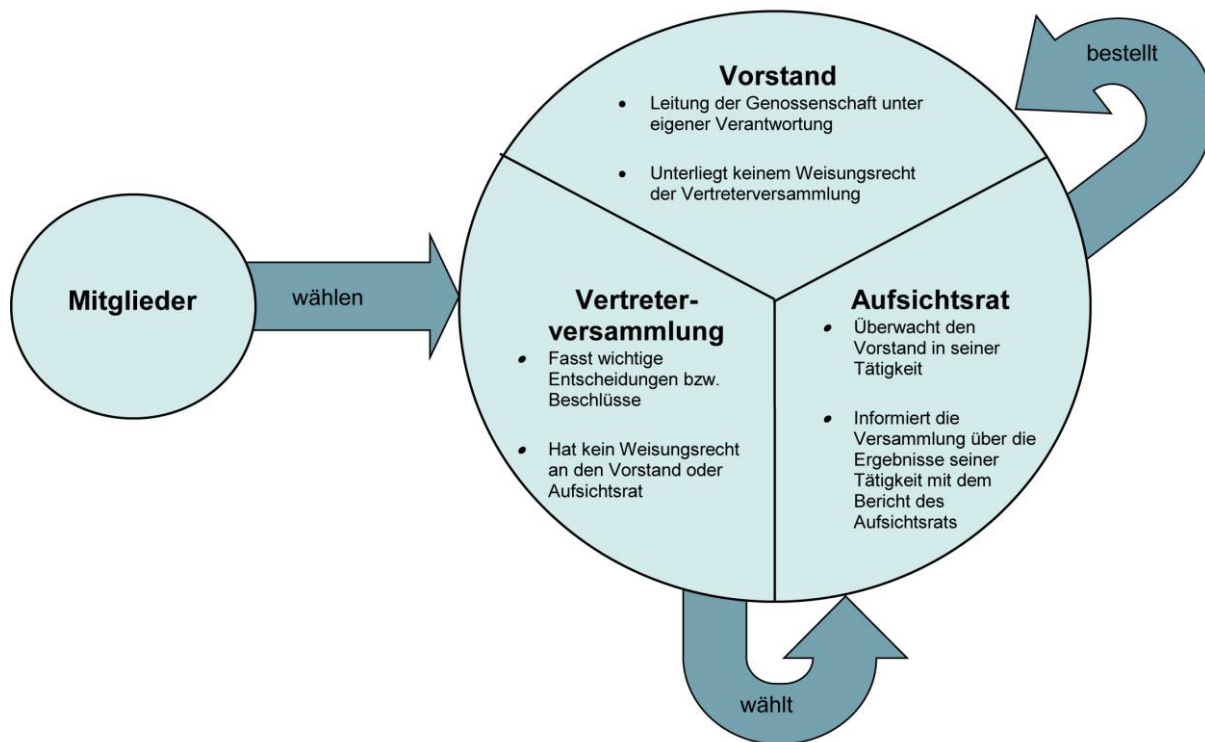 Vorstand
• Leitung der Genossenschaft unter
eigener Verantwortung
• Unterliegt keinem Weisungsrecht
der Vertreterversammlung
bestellt
Mitglieder
wählen
Vertreter-
versammlung
• Fasst wichtige
Entscheidungen bzw.
Beschlüsse
• Hat kein Weisungsrecht
an den Vorstand oder
Aufsichtsrat
Aufsichtsrat
• Überwacht den
Vorstand in seiner
Tätigkeit
• Informiert die
Versammlung über die
Ergebnisse seiner
Tätigkeit mit dem
Bericht des
Aufsichtsrats
wählt